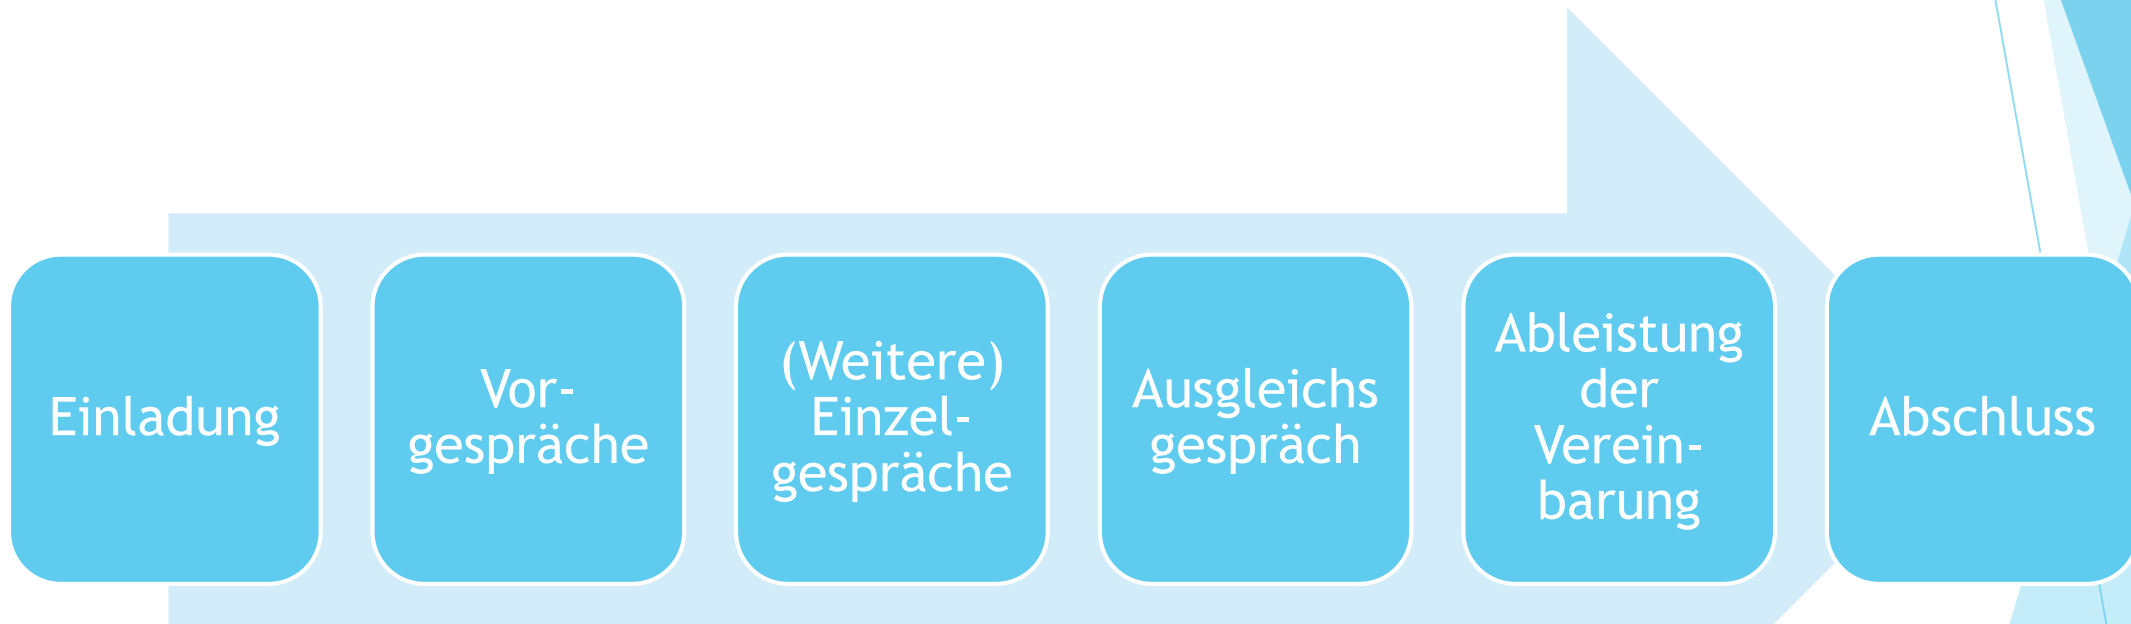 Einladung
Vor-
gespräche
(Weitere)
Einzel-
gespräche
Ausgleichs
gespräch
Ableistung
der
Verein-
barung
Abschluss